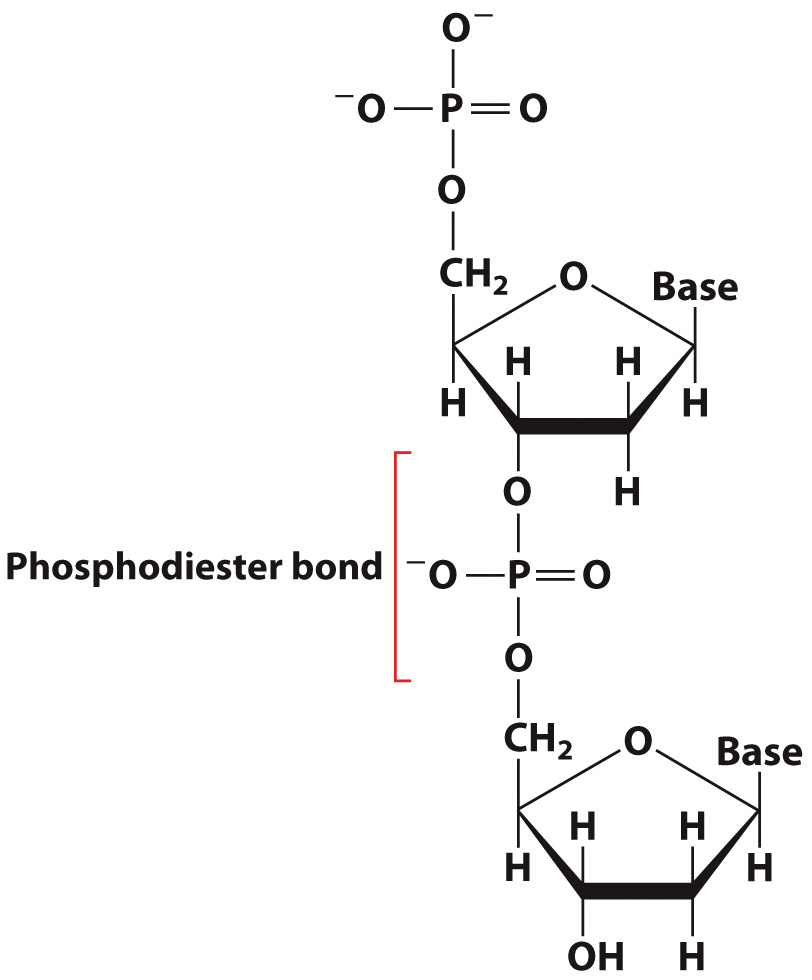 O⁻
⁻O P O
O
CH₂ O Base
H H
H H
O H
Phosphodiester bond ⁻O P O
O
CH₂ O Base
H H
H H
OH H